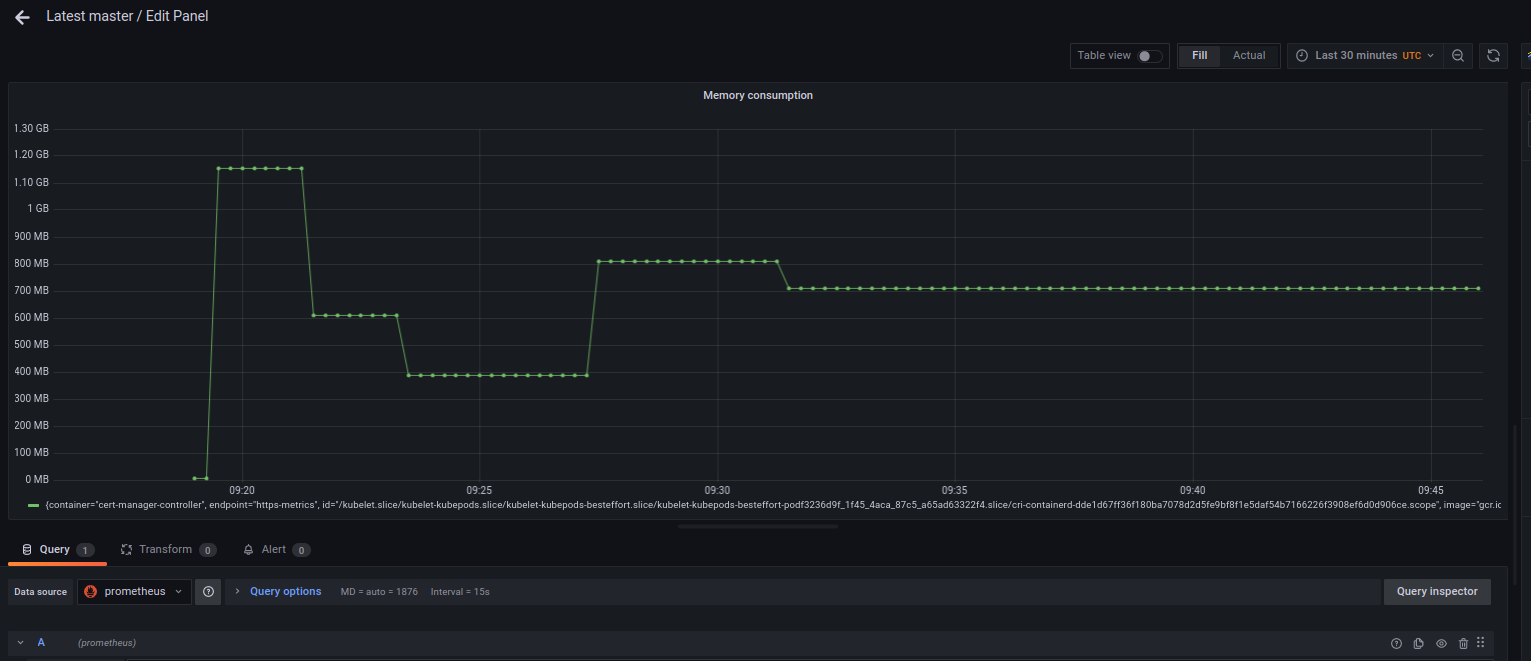 Latest master / Edit Panel
Table view Fill Actual Last 30 minutes UTC
Memory consumption
1.30 GB
1.20 GB
1.10 GB
1 GB
900 MB
800 MB
700 MB
600 MB
500 MB
400 MB
300 MB
200 MB
100 MB
0 MB
09:20 09:25 09:30 09:35 09:40 09:45
{container="cert-manager-controller", endpoint="https-metrics", id="/kubelet.slice/kubelet-kubepods.slice/kubelet-kubepods-besteffort.slice/kubelet-kubepods-besteffort-podf3236d9f_1f45_4aca_87c5_a65ad63322f4.slice/cri-containerd-dde1d67ff36f180ba7078d2d5fe9bf8f1e5daf54b7166226f3908ef6d0d906ce.scope", image="gcr.io
Query 1 Transform 0 Alert 0
Data source prometheus Query options MD = auto = 1876 Interval = 15s Query inspector
A (prometheus)